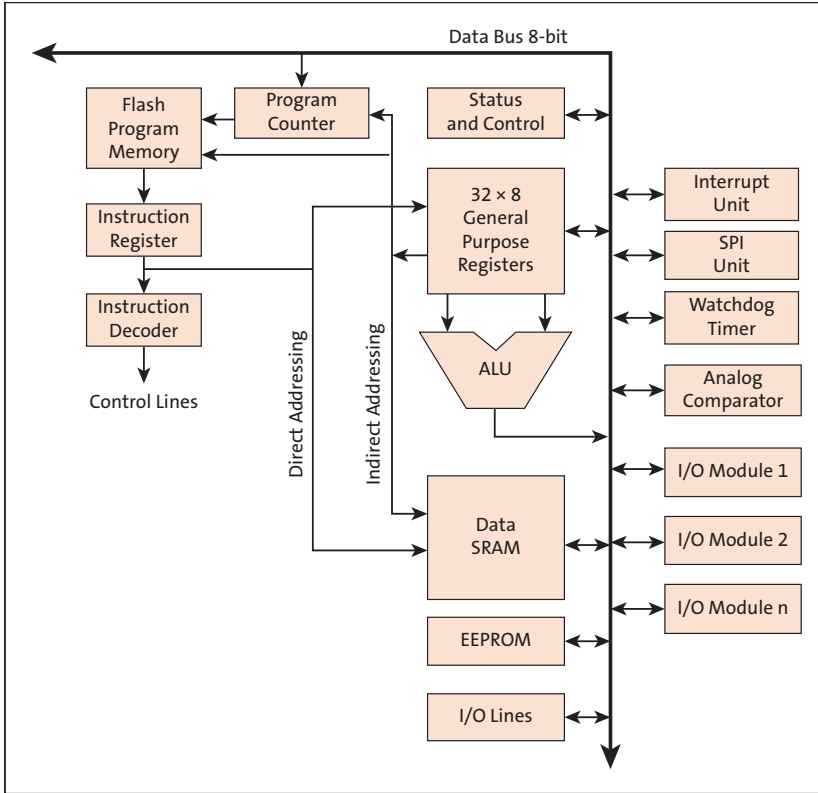 Data Bus 8-bit
Flash
Program
Memory
Program
Counter
Status
and Control
Instruction
Register
32 × 8
General
Purpose
Registers
Interrupt
Unit
SPI
Unit
Instruction
Decoder
Watchdog
Timer
Control Lines
Direct Addressing
Indirect Addressing
ALU
Analog
Comparator
I/O Module 1
Data
SRAM
I/O Module 2
I/O Module n
EEPROM
I/O Lines